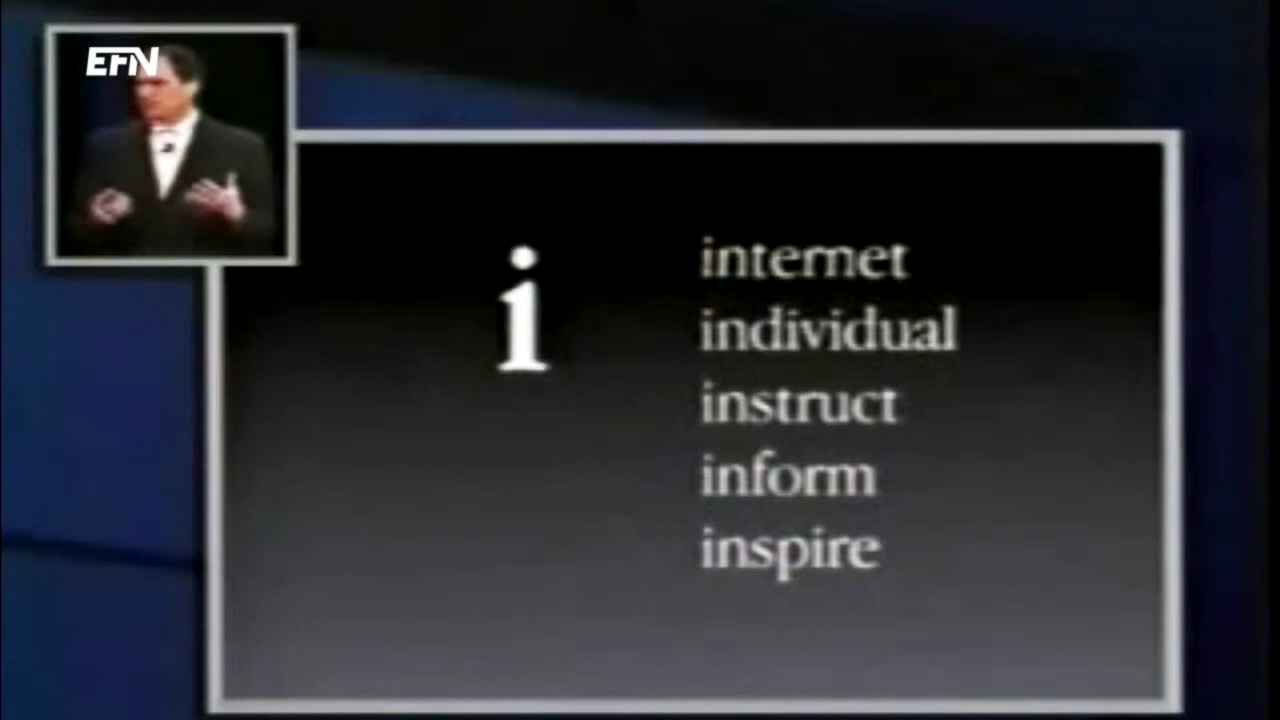 EFN
i
internet
individual
instruct
inform
inspire